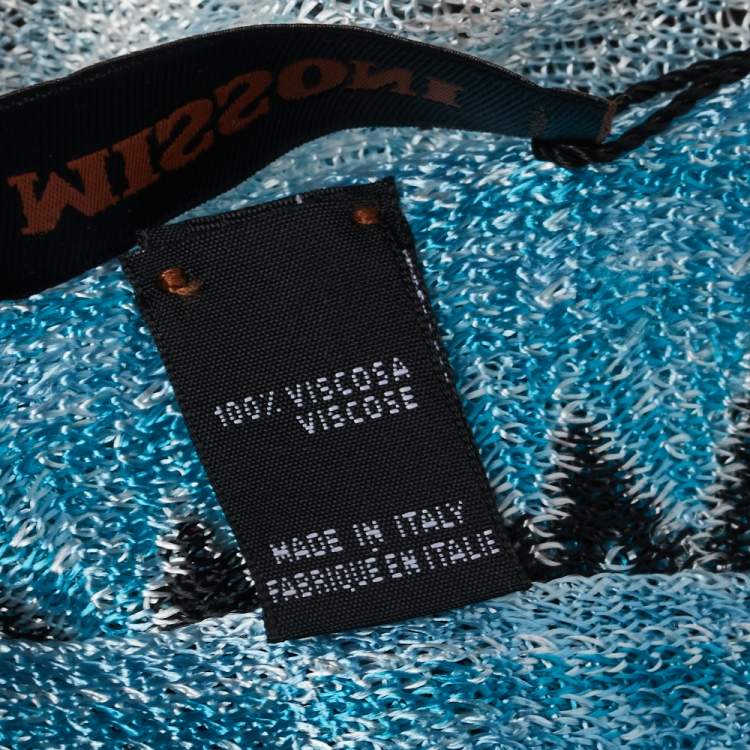 MISSONI
100% VISCOSA
VISCOSE
MADE IN ITALY
FABRIQUE EN ITALIE